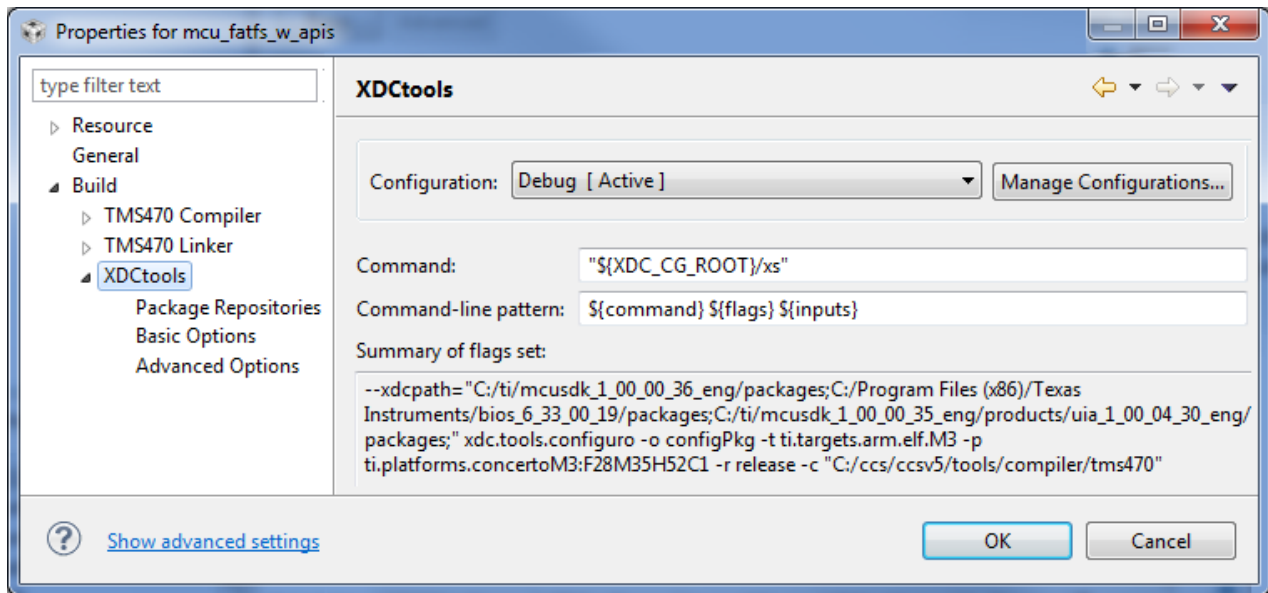 Properties for mcu_fatfs_w_apis
type filter text
Resource
General
Build
TMS470 Compiler
TMS470 Linker
XDCtools
Package Repositories
Basic Options
Advanced Options
XDCtools
Configuration: Debug [ Active ] Manage Configurations...
Command: "${XDC_CG_ROOT}/xs"
Command-line pattern: ${command} ${flags} ${inputs}
Summary of flags set:
--xdcpath="C:/ti/mcusdk_1_00_00_36_eng/packages;C:/Program Files (x86)/Texas
Instruments/bios_6_33_00_19/packages;C:/ti/mcusdk_1_00_00_35_eng/products/uia_1_00_04_30_eng/
packages;" xdc.tools.configuro -o configPkg -t ti.targets.arm.elf.M3 -p
ti.platforms.concertoM3:F28M35H52C1 -r release -c "C:/ccs/ccsv5/tools/compiler/tms470"
Show advanced settings
OK Cancel